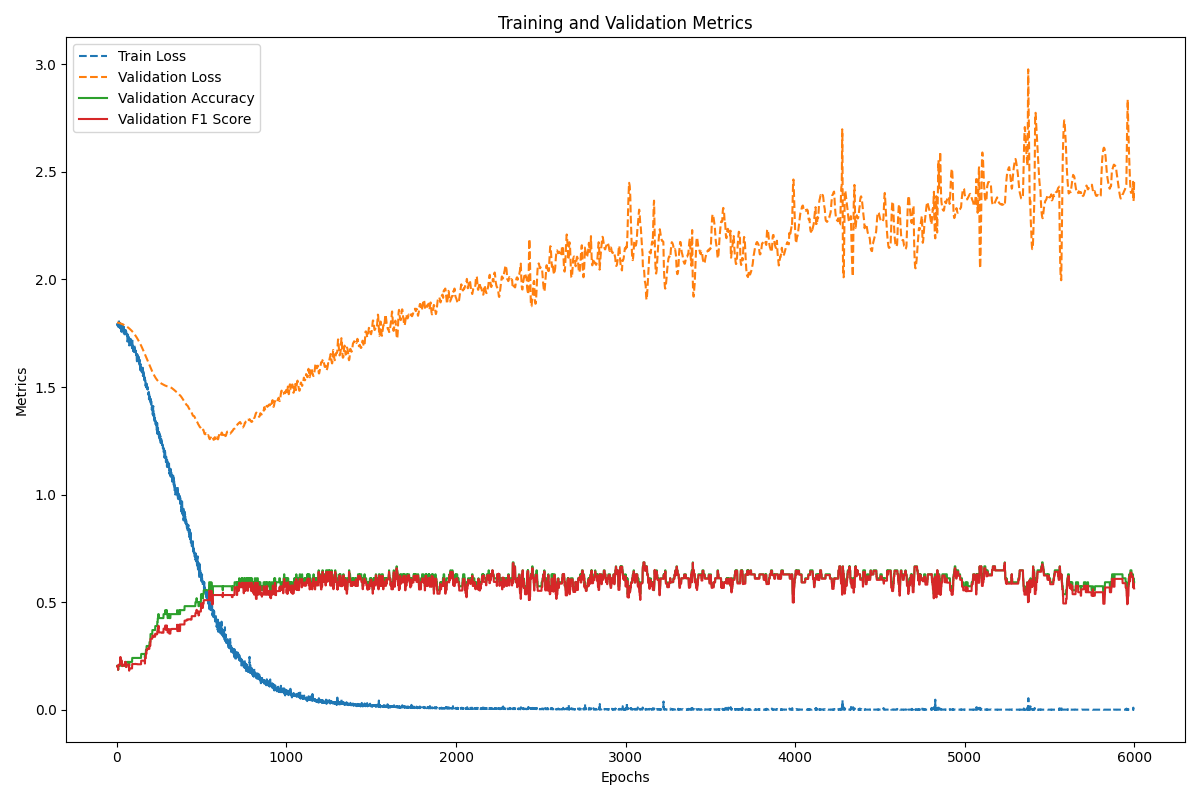 Training and Validation Metrics
Train Loss
Validation Loss
Validation Accuracy
Validation F1 Score
3.0
2.5
2.0
1.5
1.0
0.5
0.0
Metrics
0 1000 2000 3000 4000 5000 6000
Epochs